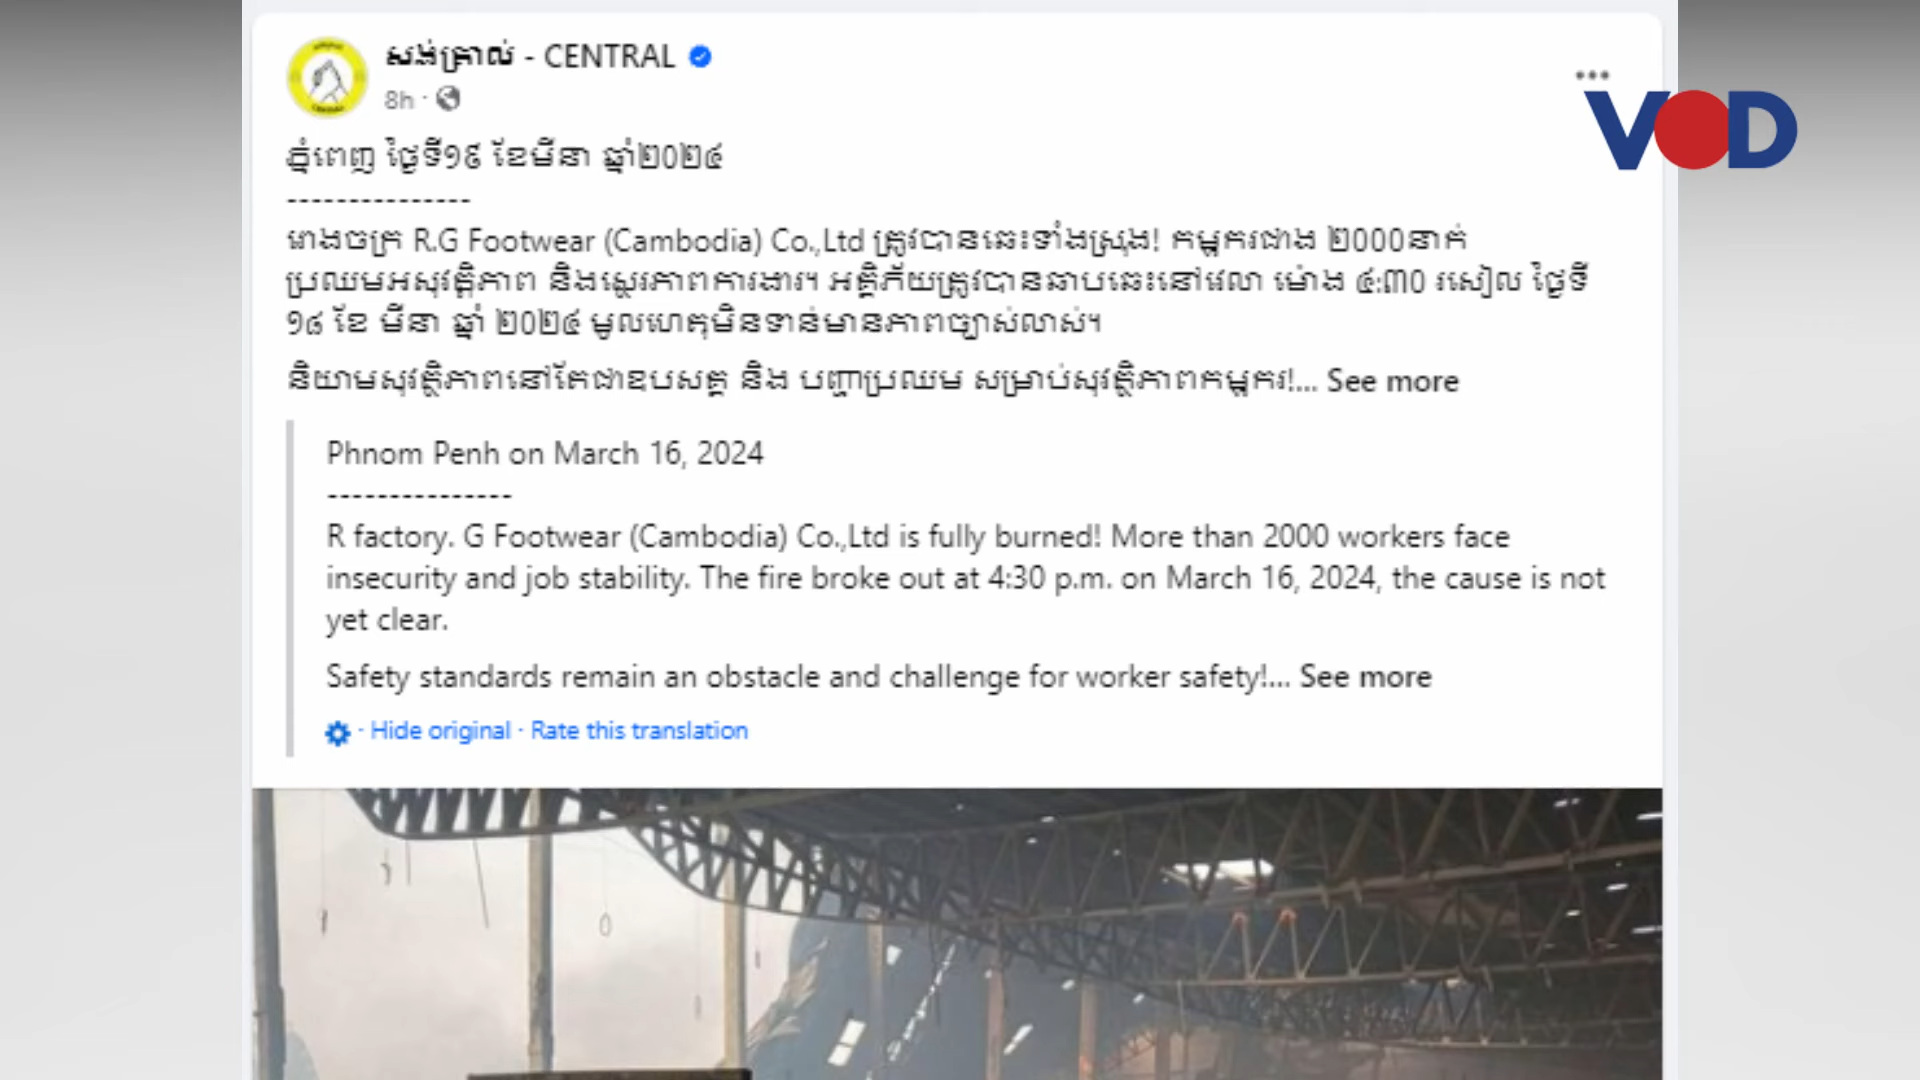 សង់ត្រាល់ - CENTRAL
8h ·
VOD
ភ្នំពេញ ថ្ងៃទី១៦ ខែមីនា ឆ្នាំ២០២៤
---------------
រោងចក្រ R.G Footwear (Cambodia) Co.,Ltd ត្រូវបានឆេះទាំងស្រុង! កម្មករជាង ២000នាក់
ប្រឈមអសុវត្តិភាព និងស្ថេរភាពការងារ។ អគ្គិភ័យត្រូវបានឆាបឆេះនៅវេលា ម៉ោង ៤:៣០ រសៀល ថ្ងៃទី
១៦ ខែ មីនា ឆ្នាំ ២០២៤ មូលហេតុមិនទាន់មានភាពច្បាស់លាស់។
និយាមសុវត្ថិភាពនៅតែជាឧបសគ្គ និង បញ្ហាប្រឈម សម្រាប់សុវត្ថិភាពកម្មករ!... See more
Phnom Penh on March 16, 2024
---------------
R factory. G Footwear (Cambodia) Co.,Ltd is fully burned! More than 2000 workers face
insecurity and job stability. The fire broke out at 4:30 p.m. on March 16, 2024, the cause is not
yet clear.
Safety standards remain an obstacle and challenge for worker safety!... See more
· Hide original · Rate this translation